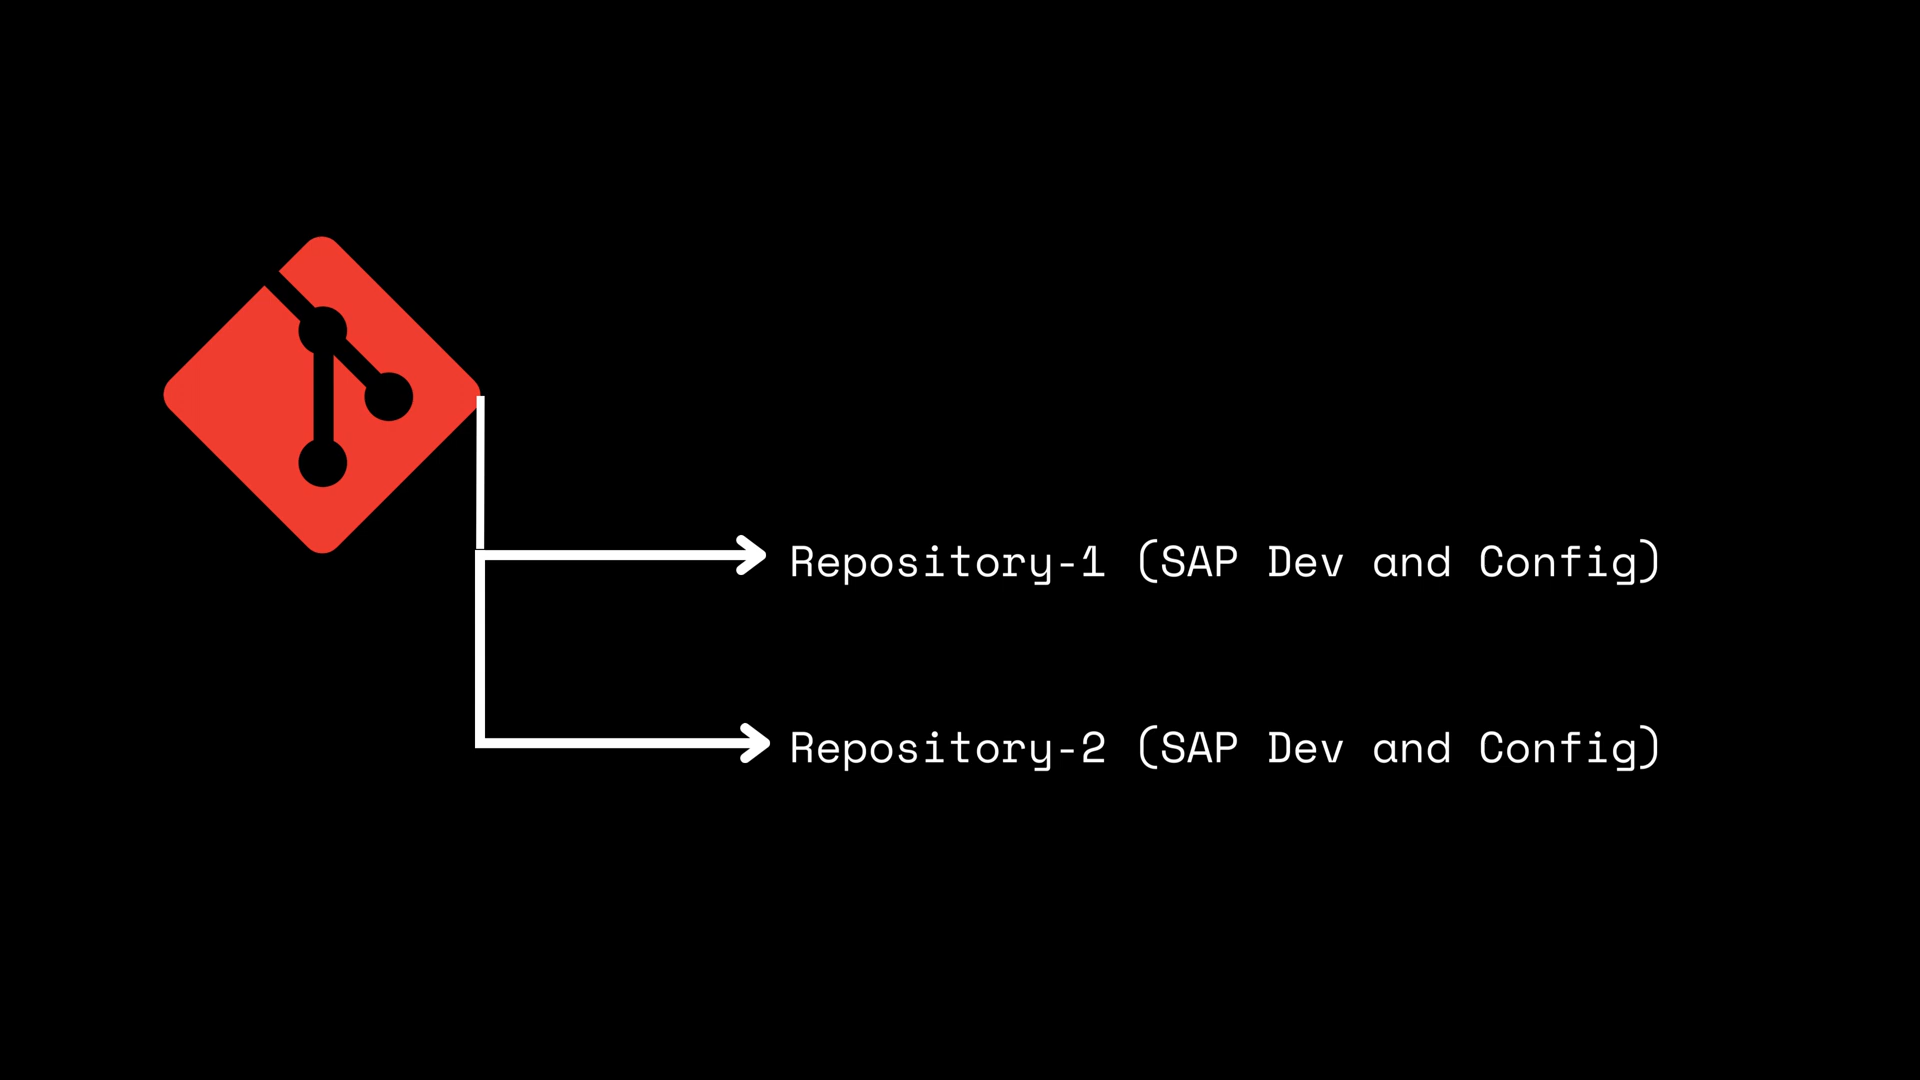 Repository-1 (SAP Dev and Config)
Repository-2 (SAP Dev and Config)